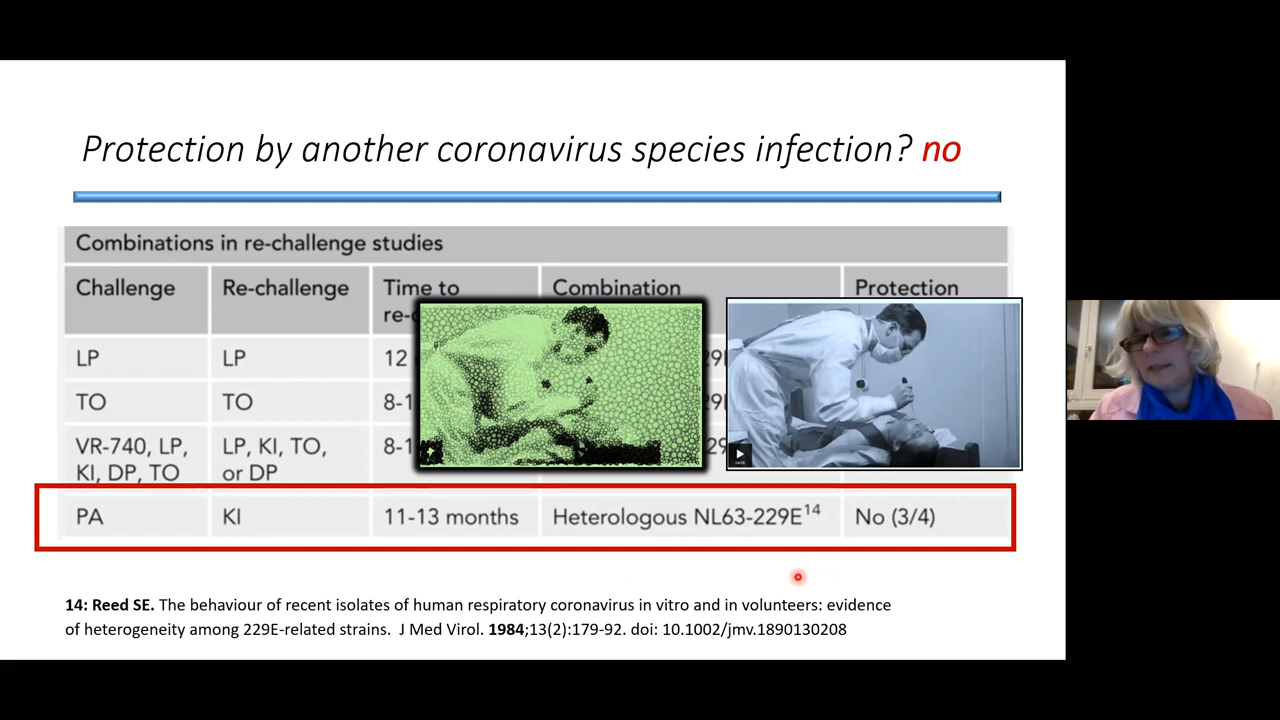 Protection by another coronavirus species infection? no
Combinations in re-challenge studies
Challenge Re-challenge Time to Combination Protection
LP LP 12
TO TO 8-1
VR-740, LP, LP, KI, TO, 8-1
KI, DP, TO or DP
PA KI 11-13 months Heterologous NL63-229E14 No (3/4)
14: Reed SE. The behaviour of recent isolates of human respiratory coronavirus in vitro and in volunteers: evidence
of heterogeneity among 229E-related strains. J Med Virol. 1984;13(2):179-92. doi: 10.1002/jmv.1890130208